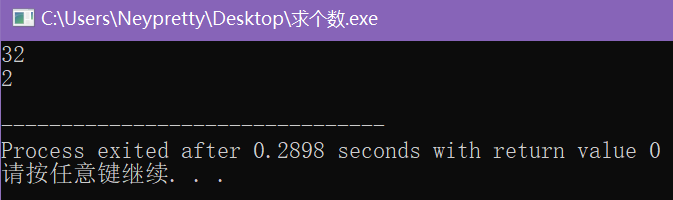 C:\Users\Neypretty\Desktop\求个数.exe
32
2
--------------------------------
Process exited after 0.2898 seconds with return value 0
请按任意键继续. . .